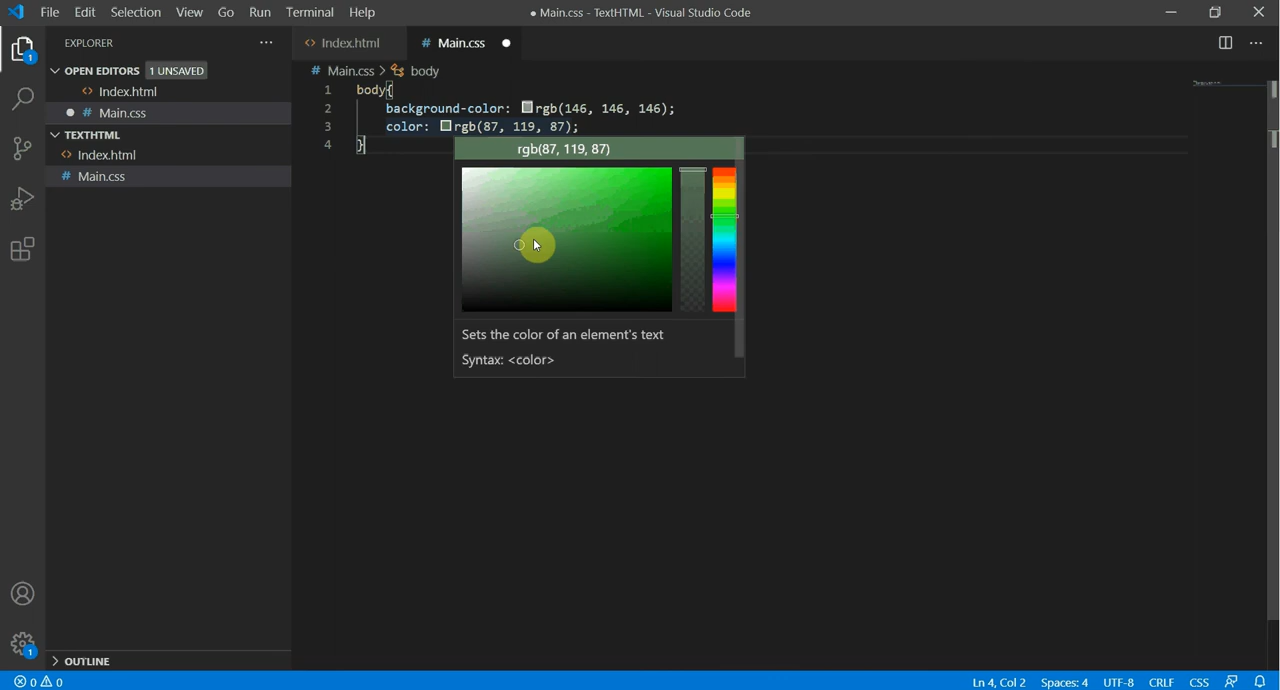 File Edit Selection View Go Run Terminal Help
● Main.css - TextHTML - Visual Studio Code
EXPLORER
OPEN EDITORS 1 UNSAVED
<> Index.html
● # Main.css
TEXTHTML
<> Index.html
# Main.css
OUTLINE
1
1
<> Index.html # Main.css ●
# Main.css > body
1 body{
2 background-color: rgb(146, 146, 146);
3 color: rgb(87, 119, 87);
4 }
rgb(87, 119, 87)
Sets the color of an element's text
Syntax: <color>
0 0
Ln 4, Col 2 Spaces: 4 UTF-8 CRLF CSS